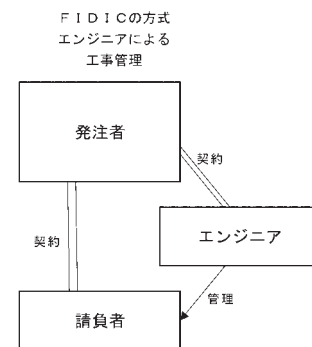 ＦＩＤＩＣの方式
エンジニアによる
工事管理
発注者
契約
エンジニア
契約
管理
請負者